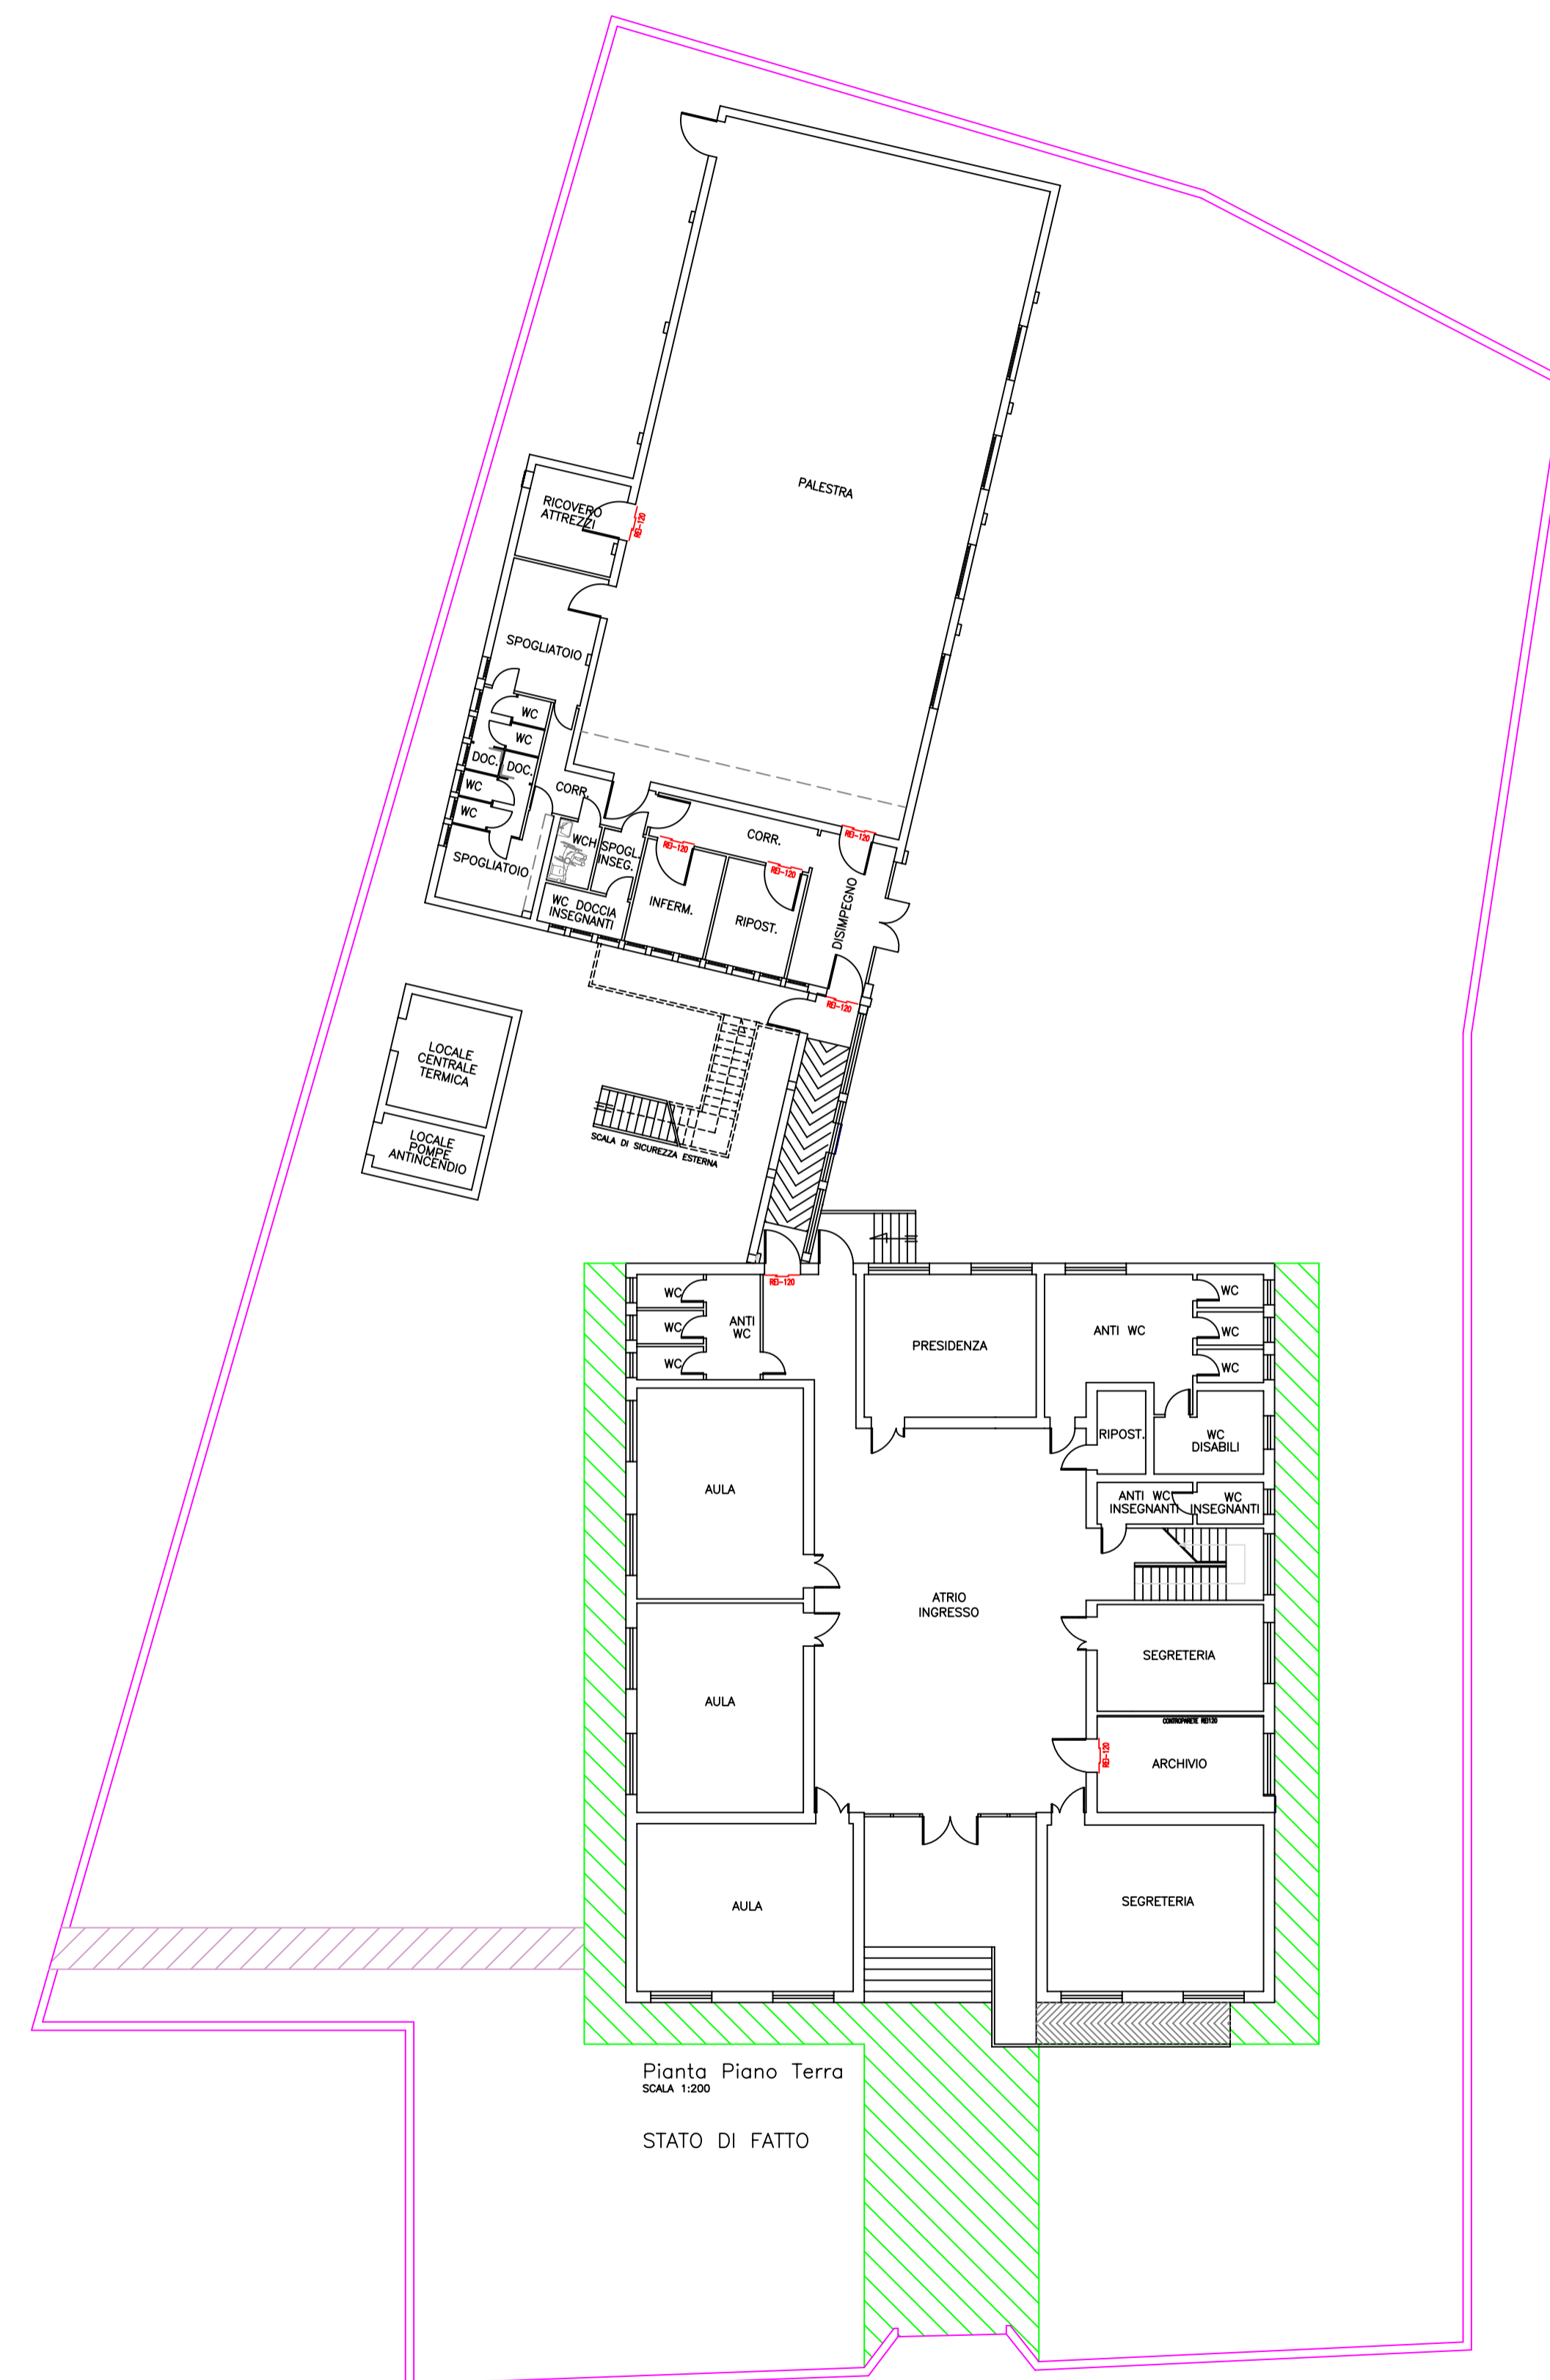 PALESTRA
RICOVERO
ATTREZZI
REI-120
SPOGLIATOIO
WC
WC
DOC.
DOC.
WC
WC
CORR.
SPOGLIATOIO
WCH
SPOGL.
INSEG.
WC DOCCIA
INSEGNANTI
REI-120
CORR.
REI-120
REI-120
INFERM.
RIPOST.
DISIMPEGNO
REI-120
LOCALE
CENTRALE
TERMICA
LOCALE
POMPE
ANTINCENDIO
SCALA DI SICUREZZA ESTERNA
REI-120
WC
WC
WC
ANTI
WC
PRESIDENZA
ANTI WC
WC
WC
WC
RIPOST.
WC
DISABILI
ANTI WC
INSEGNANTI
WC
INSEGNANTI
AULA
ATRIO
INGRESSO
SEGRETERIA
AULA
CONTROPARETE REI120
ARCHIVIO
REI-120
AULA
SEGRETERIA
Pianta Piano Terra
SCALA 1:200
STATO DI FATTO